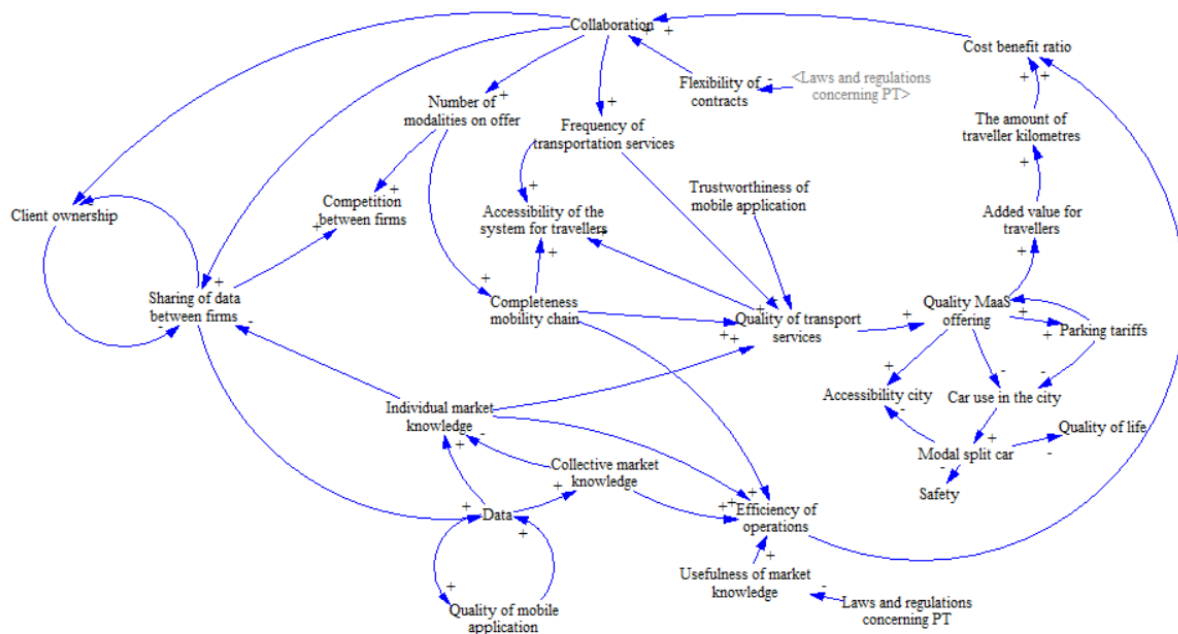 Collaboration
Cost benefit ratio
Flexibility of
contracts
<Laws and regulations
concerning PT>
Number of
modalities on offer
Frequency of
transportation services
The amount of
traveller kilometres
Trustworthiness of
mobile application
Client ownership
Competition
between firms
Accessibility of the
system for travellers
Added value for
travellers
Sharing of data
between firms
Completeness
mobility chain
Quality of transport
services
Quality MaaS
offering
Parking tariffs
Accessibility city
Car use in the city
Individual market
knowledge
Quality of life
Modal split car
Collective market
knowledge
Safety
Data
Efficiency of
operations
Usefulness of market
knowledge
Quality of mobile
application
Laws and regulations
concerning PT